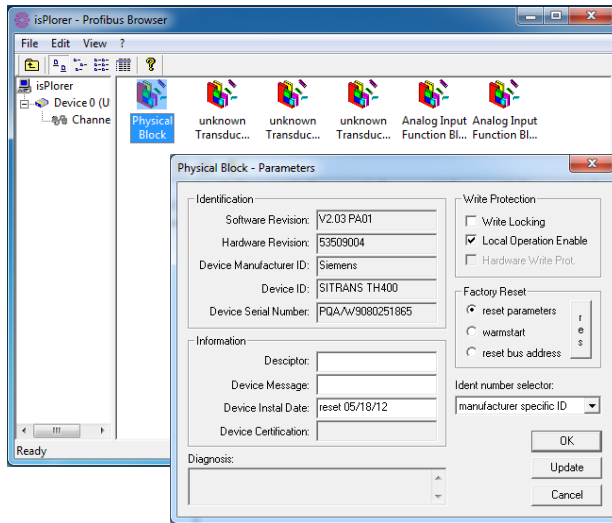 isPlorer - Profibus Browser
File Edit View ?
isPlorer
Device 0 (U
Channe
Physical Block
unknown Transduc...
unknown Transduc...
unknown Transduc...
Analog Input Function Bl...
Analog Input Function Bl...
Physical Block - Parameters
Identification
Software Revision: V2.03 PA01
Hardware Revision: 53509004
Device Manufacturer ID: Siemens
Device ID: SITRANS TH400
Device Serial Number: PQA/W9080251865
Information
Desciptor:
Device Message:
Device Instal Date: reset 05/18/12
Device Certification:
Diagnosis:
Write Protection
Write Locking
Local Operation Enable
Hardware Write Prot.
Factory Reset
reset parameters
warmstart
reset bus address
res
Ident number selector:
manufacturer specific ID
OK
Update
Cancel
Ready